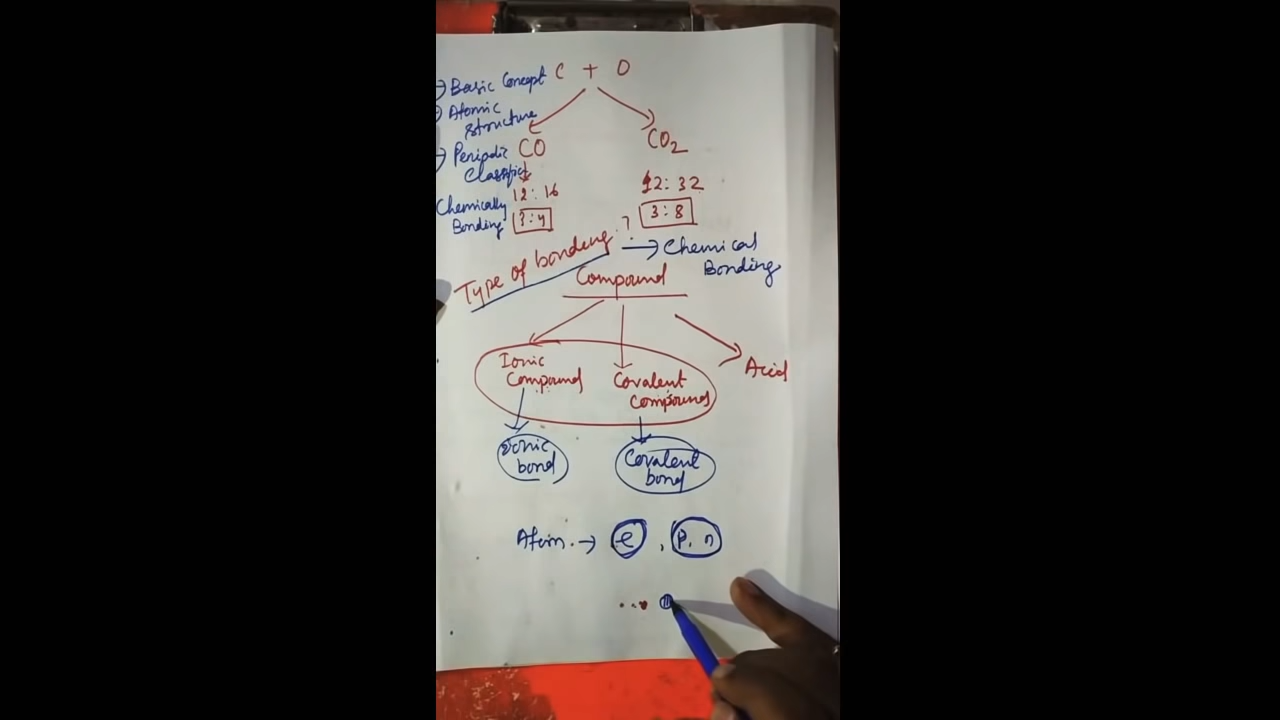 C + O
→ Basic Concept
→ Atomic
structure
→ Periodic
Classific
Chemically
Bonding
CO
CO2
12: 16
3:4
12: 32
3:8
?
Type of bonding
→ Chemical
Bonding
Compound
Ionic
Compound
Covalent
Compounds
Acid
bond
Covalent
bond
Atom. → e , p, n